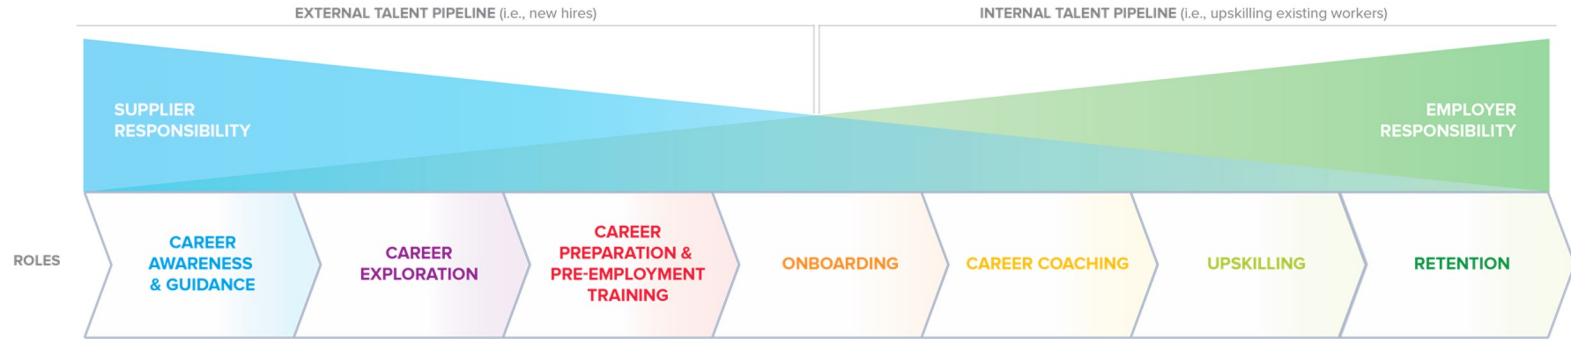 EXTERNAL TALENT PIPELINE (i.e., new hires)
INTERNAL TALENT PIPELINE (i.e., upskilling existing workers)
SUPPLIER
RESPONSIBILITY
EMPLOYER
RESPONSIBILITY
ROLES
CAREER
AWARENESS
& GUIDANCE
CAREER
EXPLORATION
CAREER
PREPARATION &
PRE-EMPLOYMENT
TRAINING
ONBOARDING
CAREER COACHING
UPSKILLING
RETENTION